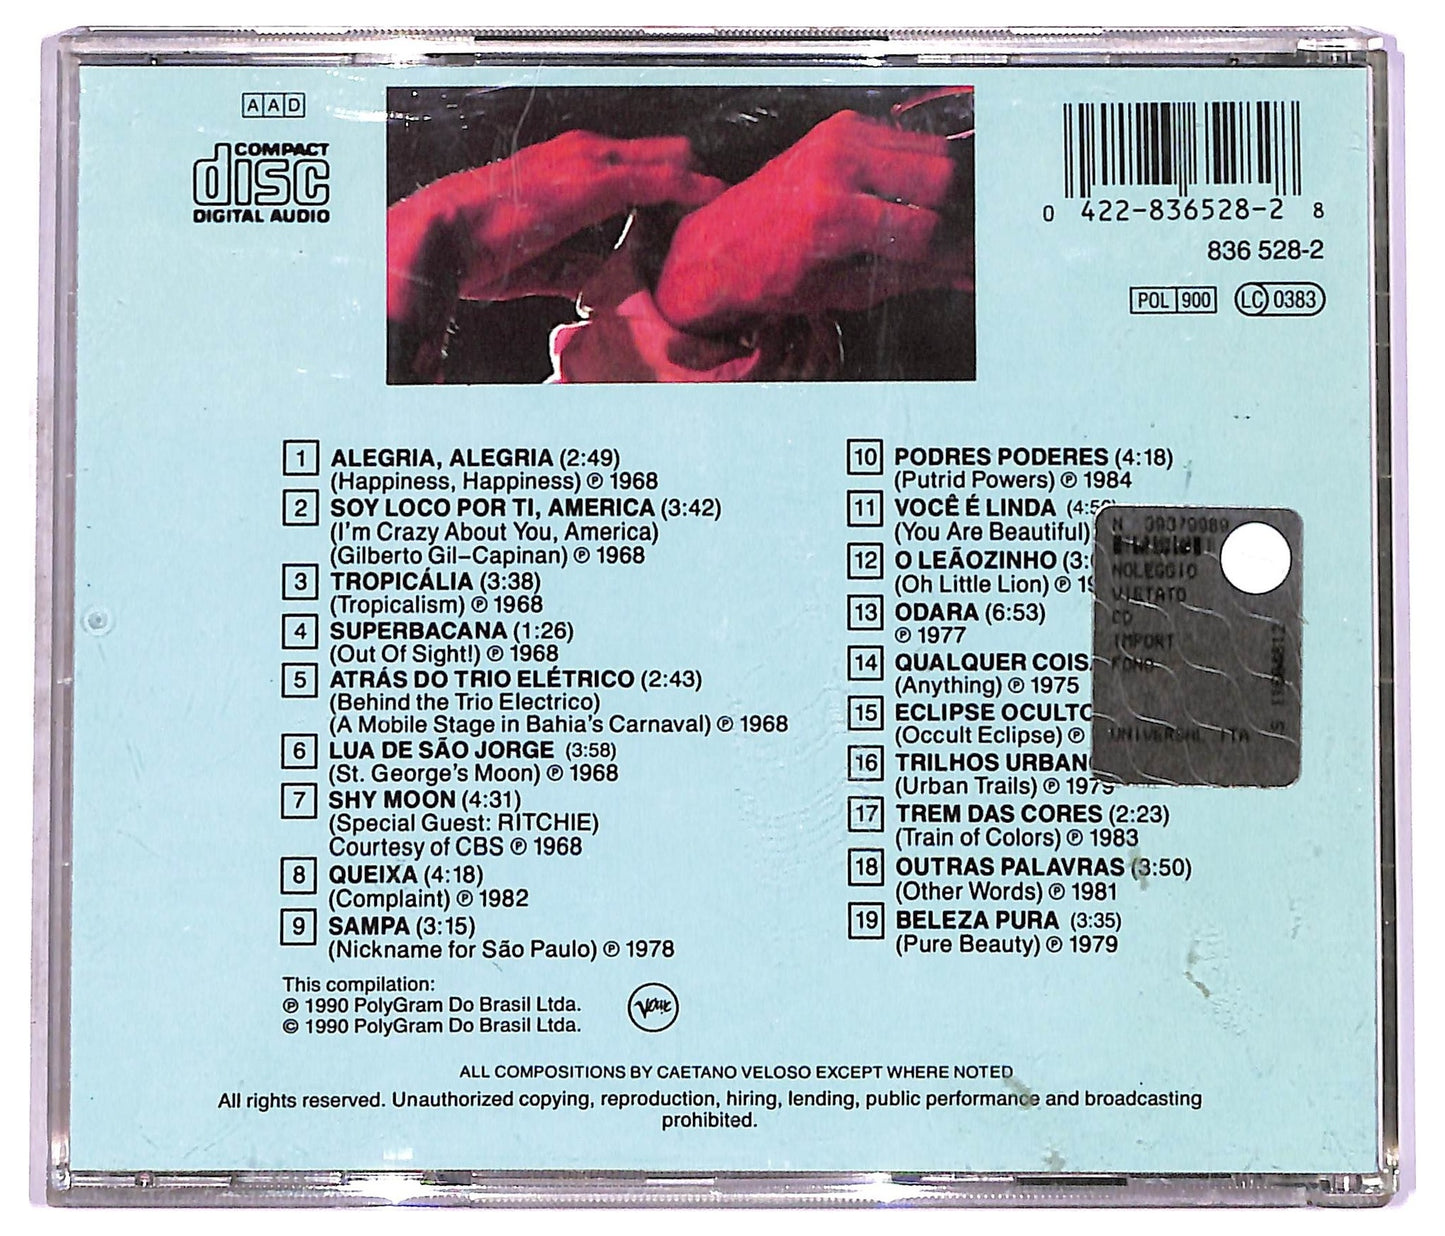 AAD
COMPACT
disc
DIGITAL AUDIO
0 422-836528-2 8
836 528-2
POL 900 LC 0383
1 ALEGRIA, ALEGRIA (2:49)
(Happiness, Happiness) ℗ 1968
2 SOY LOCO POR TI, AMERICA (3:42)
(I'm Crazy About You, America)
(Gilberto Gil–Capinan) ℗ 1968
3 TROPICÁLIA (3:38)
(Tropicalism) ℗ 1968
4 SUPERBACANA (1:26)
(Out Of Sight!) ℗ 1968
5 ATRÁS DO TRIO ELÉTRICO (2:43)
(Behind the Trio Electrico)
(A Mobile Stage in Bahia's Carnaval) ℗ 1968
6 LUA DE SÃO JORGE (3:58)
(St. George's Moon) ℗ 1968
7 SHY MOON (4:31)
(Special Guest: RITCHIE)
Courtesy of CBS ℗ 1968
8 QUEIXA (4:18)
(Complaint) ℗ 1982
9 SAMPA (3:15)
(Nickname for São Paulo) ℗ 1978
10 PODRES PODERES (4:18)
(Putrid Powers) ℗ 1984
11 VOCÊ É LINDA
(You Are Beautiful)
12 O LEÃOZINHO
(Oh Little Lion) ℗
13 ODARA (6:53)
℗ 1977
14 QUALQUER
(Anything) ℗ 1975
15 ECLIPSE
(Occult Eclipse) ℗
16 TRILHOS
(Urban Trails) ℗ 1979
17 TREM DAS CORES (2:23)
(Train of Colors) ℗ 1983
18 OUTRAS PALAVRAS (3:50)
(Other Words) ℗ 1981
19 BELEZA PURA (3:35)
(Pure Beauty) ℗ 1979
NOLEGGIO
VIETATO
CD
IMPORT
UNIVERSAL ITA
This compilation:
℗ 1990 PolyGram Do Brasil Ltda.
© 1990 PolyGram Do Brasil Ltda.
Verve
ALL COMPOSITIONS BY CAETANO VELOSO EXCEPT WHERE NOTED
All rights reserved. Unauthorized copying, reproduction, hiring, lending, public performance and broadcasting
prohibited.